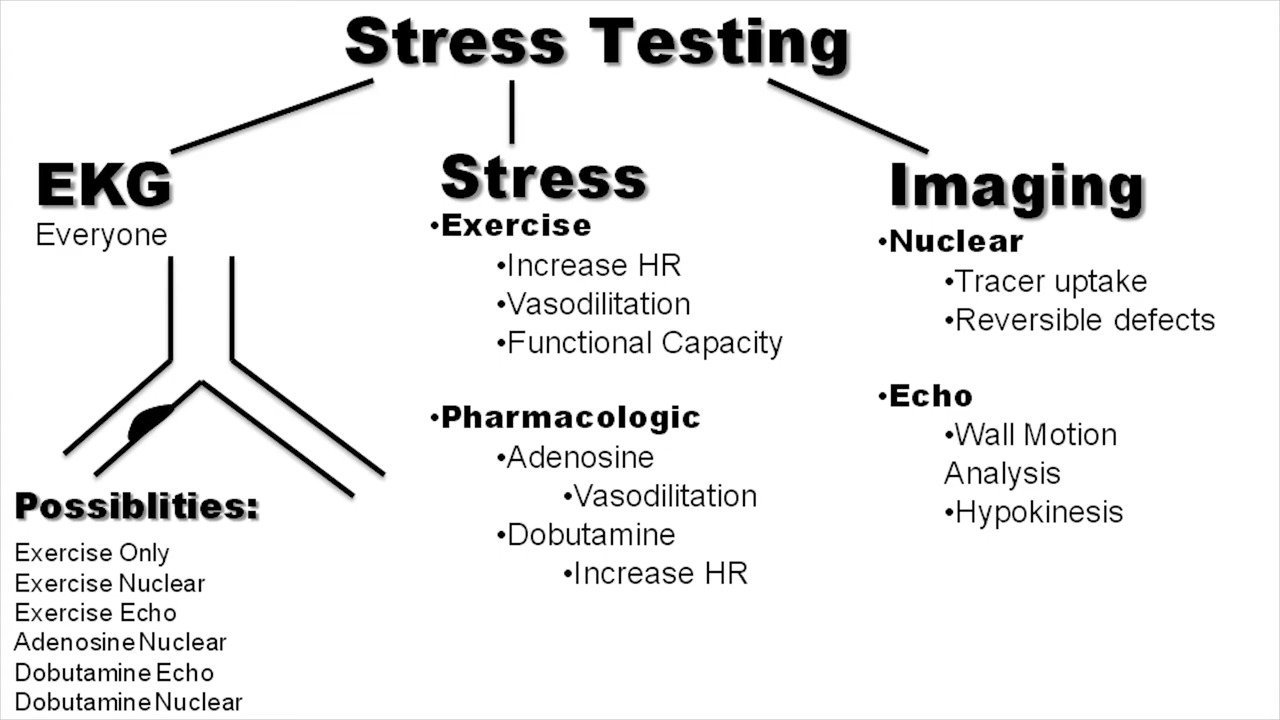 Stress Testing
EKG
Everyone
Possiblities:
Exercise Only
Exercise Nuclear
Exercise Echo
Adenosine Nuclear
Dobutamine Echo
Dobutamine Nuclear
Stress
•Exercise
•Increase HR
•Vasodilitation
•Functional Capacity
•Pharmacologic
•Adenosine
•Vasodilitation
•Dobutamine
•Increase HR
Imaging
•Nuclear
•Tracer uptake
•Reversible defects
•Echo
•Wall Motion
Analysis
•Hypokinesis